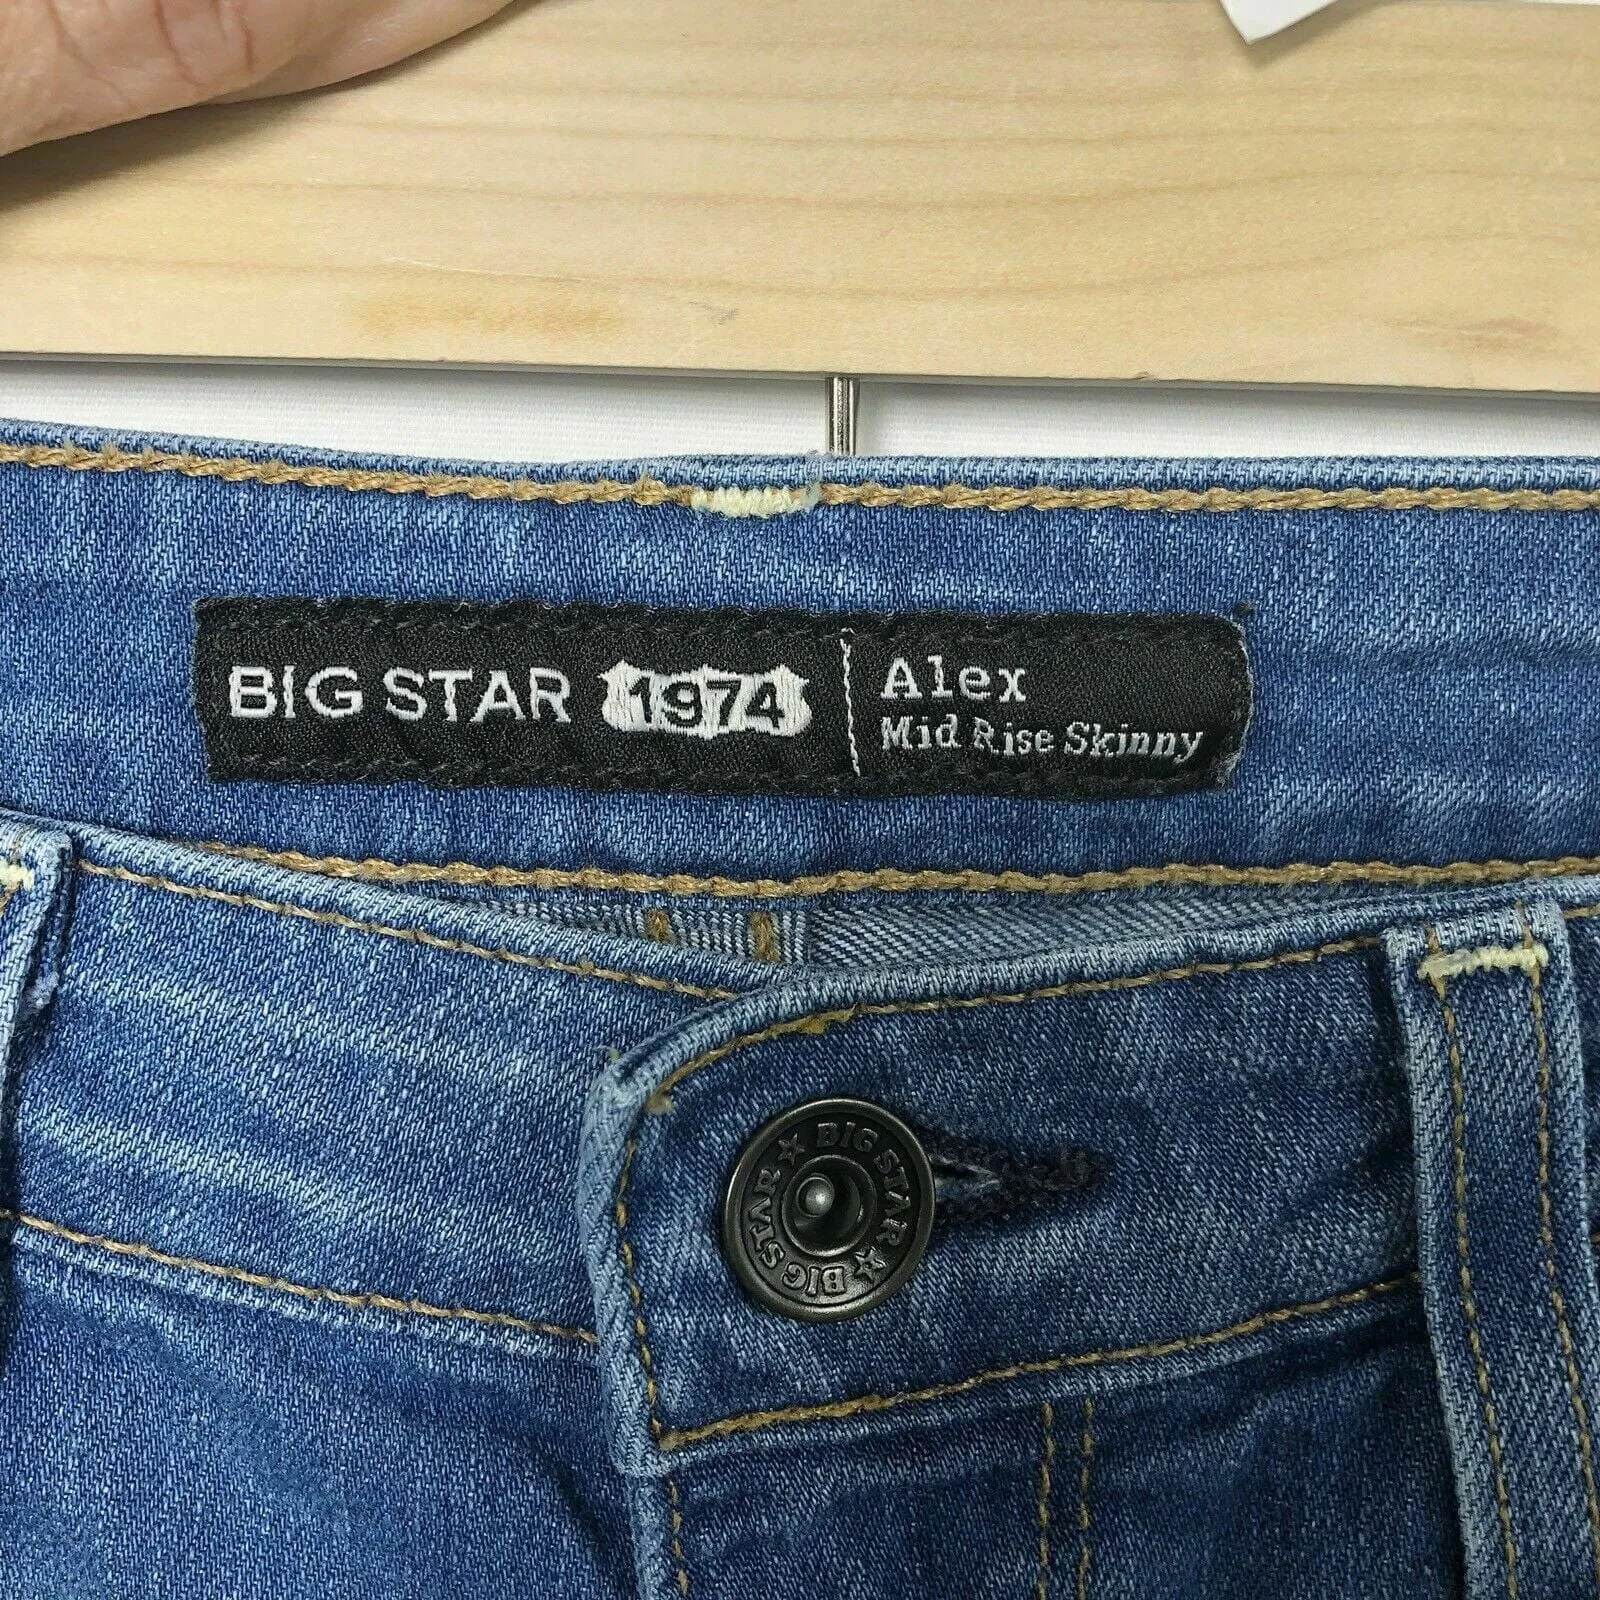 BIG STAR 1974 Alex
Mid Rise Skinny
BIG STAR ★ BIG STAR ★